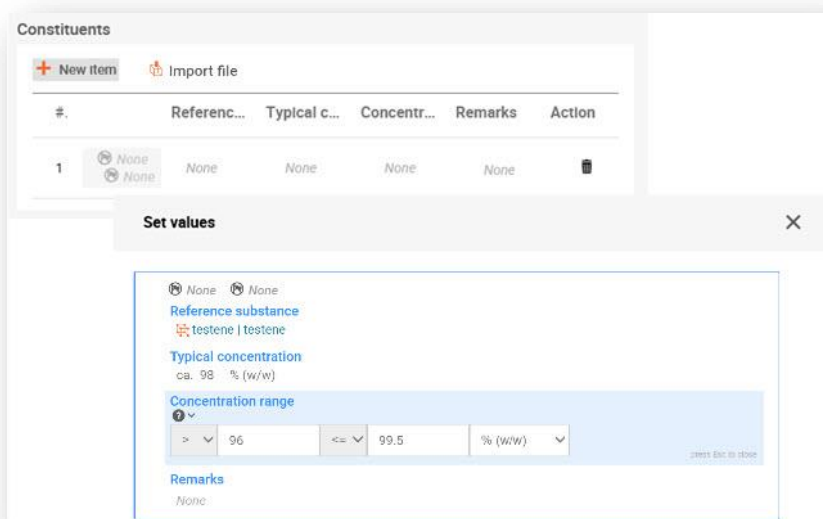 Constituents
New item Import file
#. Referenc... Typical c... Concentr... Remarks Action
None
1 None None None None
None
Set values
None None
Reference substance
testene | testene
Typical concentration
ca. 98 % (w/w)
Concentration range
> 96 <= 99.5 % (w/w)
press Esc to close
Remarks
None